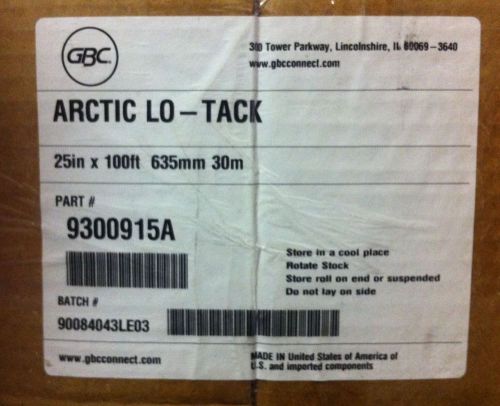 GBC
300 Tower Parkway, Lincolnshire, IL 60069-3640
www.gbcconnect.com
ARCTIC LO-TACK
25in x 100ft 635mm 30m
PART #
9300915A
Store in a cool place
Rotate Stock
Store roll on end or suspended
Do not lay on side
BATCH #
90084043LE03
www.gbcconnect.com
MADE IN United States of America of
U.S. and imported components